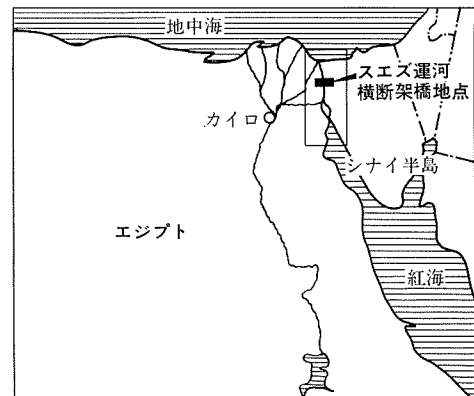 地中海
スエズ運河
横断架橋地点
カイロ
シナイ半島
エジプト
紅海